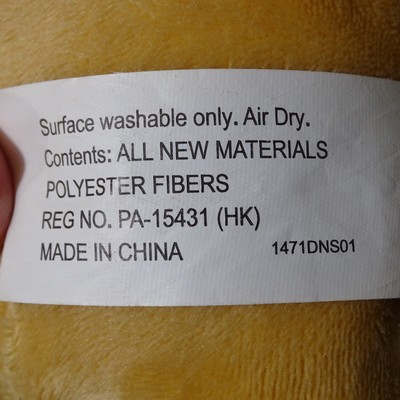 Surface washable only. Air Dry.
Contents: ALL NEW MATERIALS
POLYESTER FIBERS
REG NO. PA-15431 (HK)
MADE IN CHINA 1471DNS01